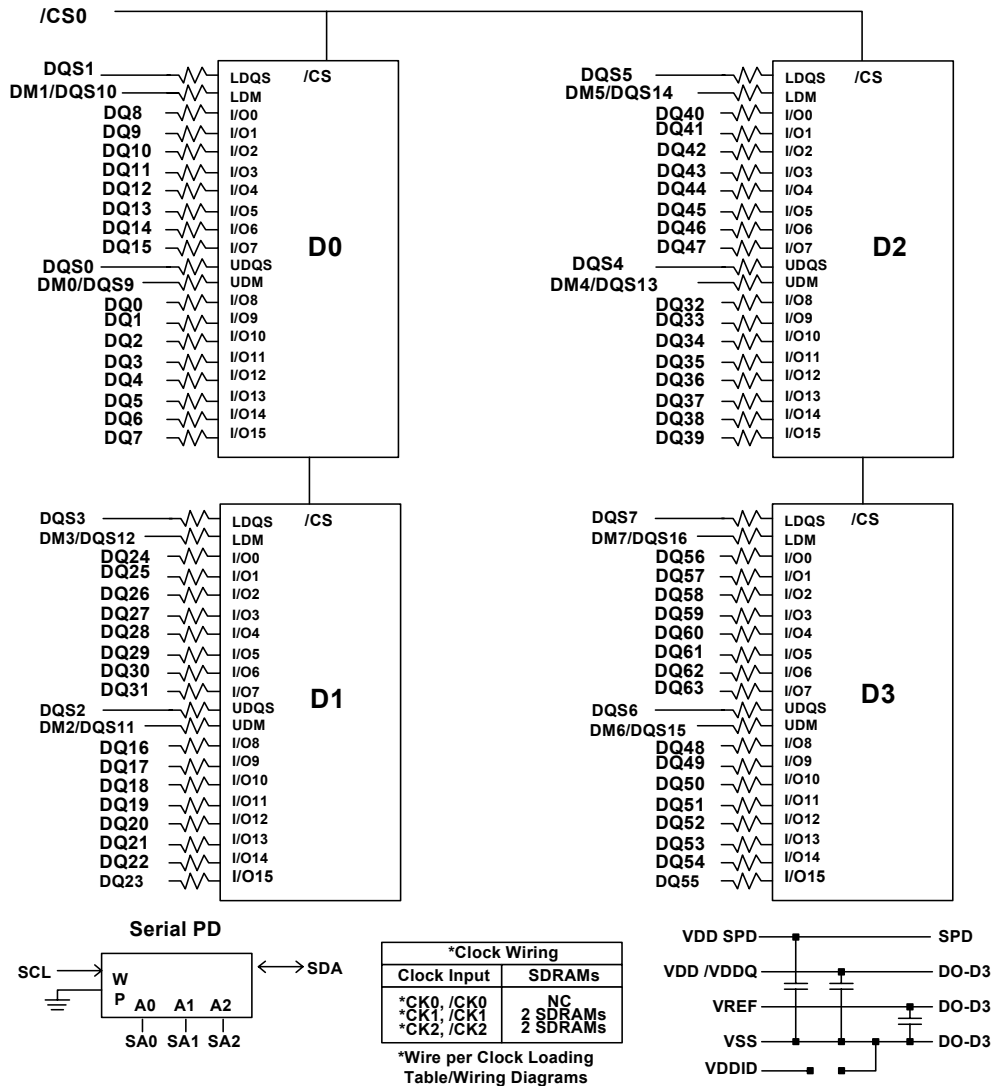 /CS0
DQS1 LDQS /CS
DM1/DQS10 LDM
DQ8 I/O0
DQ9 I/O1
DQ10 I/O2
DQ11 I/O3
DQ12 I/O4
DQ13 I/O5
DQ14 I/O6
DQ15 I/O7
D0
DQS0 UDQS
DM0/DQS9 UDM
DQ0 I/O8
DQ1 I/O9
DQ2 I/O10
DQ3 I/O11
DQ4 I/O12
DQ5 I/O13
DQ6 I/O14
DQ7 I/O15
DQS5 LDQS /CS
DM5/DQS14 LDM
DQ40 I/O0
DQ41 I/O1
DQ42 I/O2
DQ43 I/O3
DQ44 I/O4
DQ45 I/O5
DQ46 I/O6
DQ47 I/O7
D2
DQS4 UDQS
DM4/DQS13 UDM
DQ32 I/O8
DQ33 I/O9
DQ34 I/O10
DQ35 I/O11
DQ36 I/O12
DQ37 I/O13
DQ38 I/O14
DQ39 I/O15
DQS3 LDQS /CS
DM3/DQS12 LDM
DQ24 I/O0
DQ25 I/O1
DQ26 I/O2
DQ27 I/O3
DQ28 I/O4
DQ29 I/O5
DQ30 I/O6
DQ31 I/O7
D1
DQS2 UDQS
DM2/DQS11 UDM
DQ16 I/O8
DQ17 I/O9
DQ18 I/O10
DQ19 I/O11
DQ20 I/O12
DQ21 I/O13
DQ22 I/O14
DQ23 I/O15
DQS7 LDQS /CS
DM7/DQS16 LDM
DQ56 I/O0
DQ57 I/O1
DQ58 I/O2
DQ59 I/O3
DQ60 I/O4
DQ61 I/O5
DQ62 I/O6
DQ63 I/O7
D3
DQS6 UDQS
DM6/DQS15 UDM
DQ48 I/O8
DQ49 I/O9
DQ50 I/O10
DQ51 I/O11
DQ52 I/O12
DQ53 I/O13
DQ54 I/O14
DQ55 I/O15
Serial PD
SCL W SDA
P A0 A1 A2
SA0 SA1 SA2
*Clock Wiring
Clock Input SDRAMs
*CK0, /CK0 NC
*CK1, /CK1 2 SDRAMs
*CK2, /CK2 2 SDRAMs
*Wire per Clock Loading
Table/Wiring Diagrams
VDD SPD SPD
VDD /VDDQ DO-D3
VREF DO-D3
VSS DO-D3
VDDID